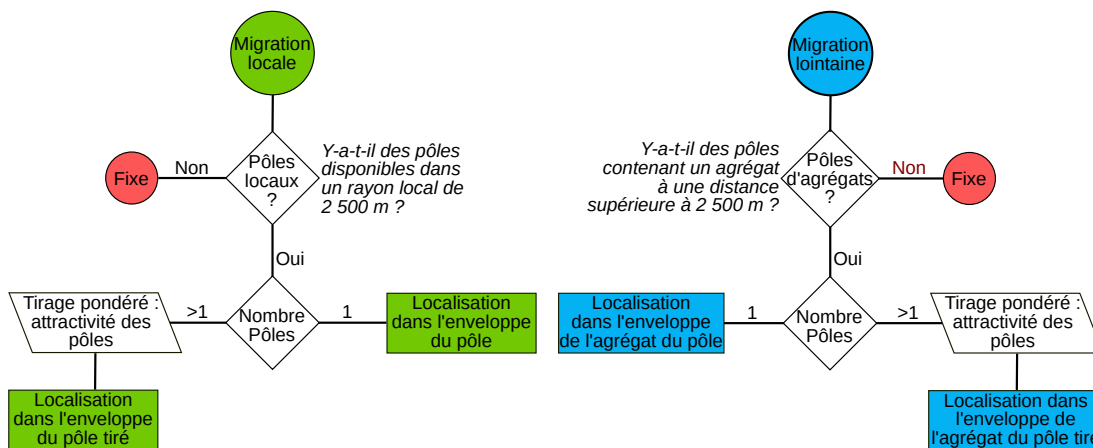 Migration
locale
Pôles
locaux
?
Non
Fixe
Y-a-t-il des pôles
disponibles dans
un rayon local de
2 500 m ?
Oui
Nombre
Pôles
>1
Tirage pondéré :
attractivité des
pôles
Localisation
dans l'enveloppe
du pôle tiré
1
Localisation
dans l'enveloppe
du pôle
Migration
lointaine
Y-a-t-il des pôles
contenant un agrégat
à une distance
supérieure à 2 500 m ?
Pôles
d'agrégats
?
Non
Fixe
Oui
Nombre
Pôles
1
Localisation
dans l'enveloppe
de l'agrégat du pôle
>1
Tirage pondéré :
attractivité des
pôles
Localisation dans
l'enveloppe de
l'agrégat du pôle tiré